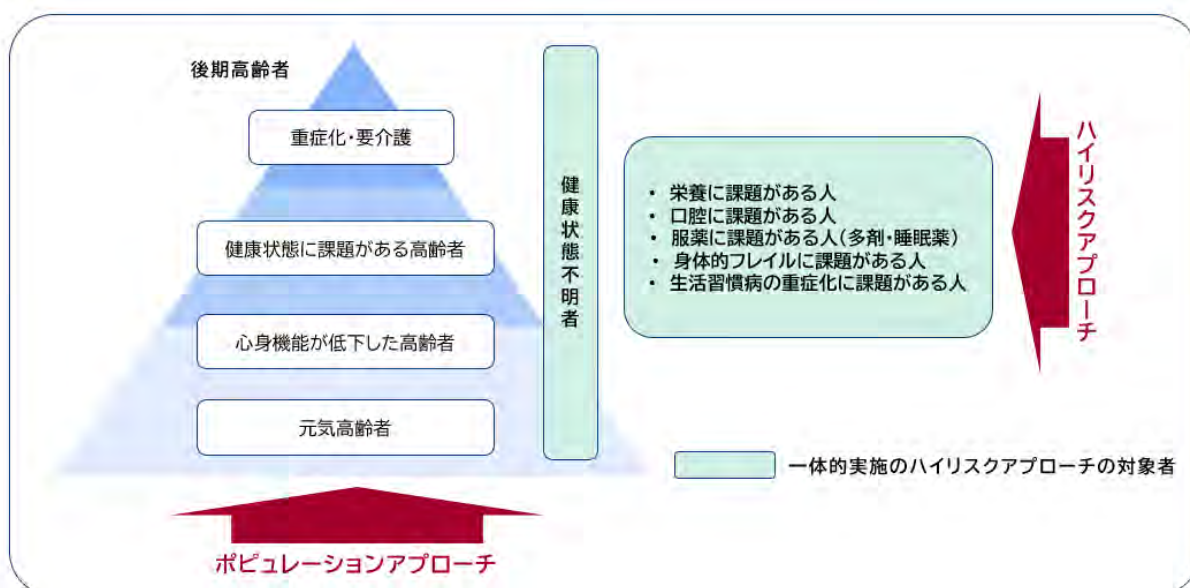 後期高齢者
重症化・要介護
健康状態に課題がある高齢者
心身機能が低下した高齢者
元気高齢者
健康状態不明者
・ 栄養に課題がある人
・ 口腔に課題がある人
・ 服薬に課題がある人(多剤・睡眠薬)
・ 身体的フレイルに課題がある人
・ 生活習慣病の重症化に課題がある人
ハイリスクアプローチ
一体的実施のハイリスクアプローチの対象者
ポピュレーションアプローチ